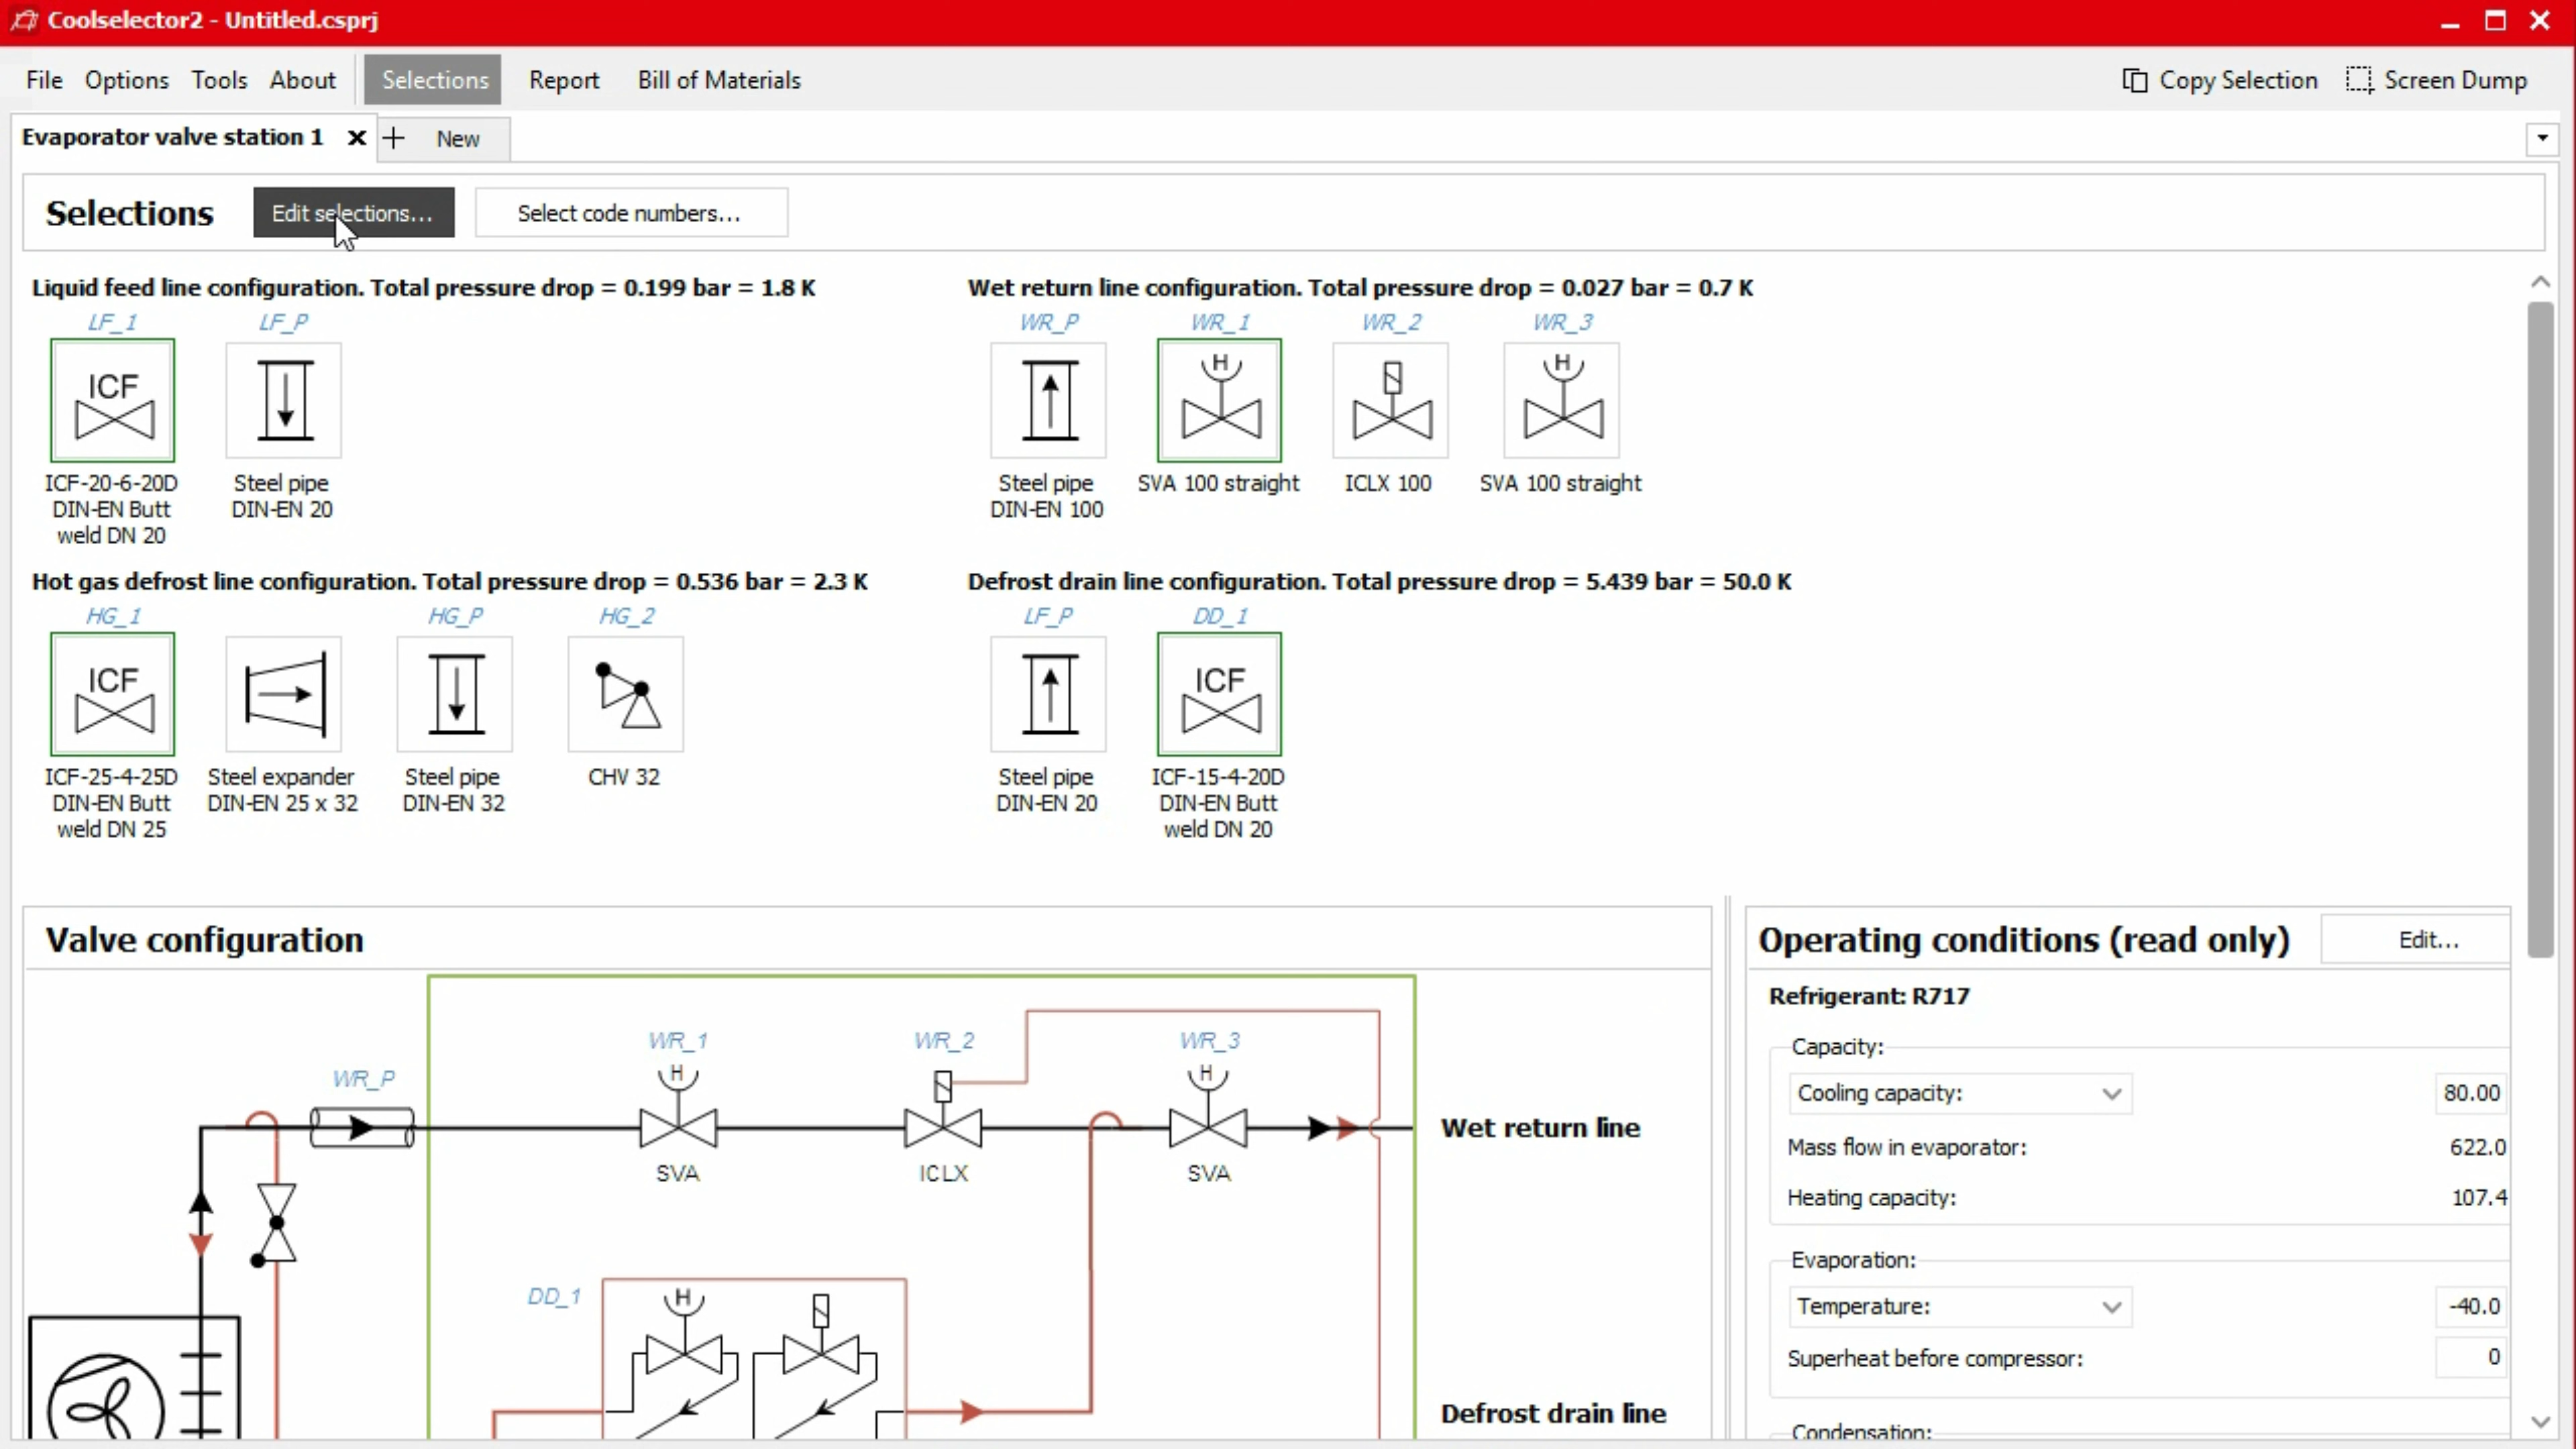 Coolselector2 - Untitled.csprj
File Options Tools About Selections Report Bill of Materials Copy Selection Screen Dump
Evaporator valve station 1 New
Selections Edit selections... Select code numbers...
Liquid feed line configuration. Total pressure drop = 0.199 bar = 1.8 K
LF_1 LF_P
ICF
ICF-20-6-20D
DIN-EN Butt
weld DN 20
Steel pipe
DIN-EN 20
Wet return line configuration. Total pressure drop = 0.027 bar = 0.7 K
WR_P WR_1 WR_2 WR_3
H H
Steel pipe
DIN-EN 100
SVA 100 straight
ICLX 100
SVA 100 straight
Hot gas defrost line configuration. Total pressure drop = 0.536 bar = 2.3 K
HG_1 HG_P HG_2
ICF
ICF-25-4-25D
DIN-EN Butt
weld DN 25
Steel expander
DIN-EN 25 x 32
Steel pipe
DIN-EN 32
CHV 32
Defrost drain line configuration. Total pressure drop = 5.439 bar = 50.0 K
LF_P DD_1
ICF
Steel pipe
DIN-EN 20
ICF-15-4-20D
DIN-EN Butt
weld DN 20
Valve configuration
WR_1 WR_2 WR_3
H H
WR_P
Wet return line
SVA ICLX SVA
DD_1
H
Defrost drain line
Operating conditions (read only) Edit...
Refrigerant: R717
Capacity:
Cooling capacity: 80.00
Mass flow in evaporator: 622.0
Heating capacity: 107.4
Evaporation:
Temperature: -40.0
Superheat before compressor: 0
Condensation: